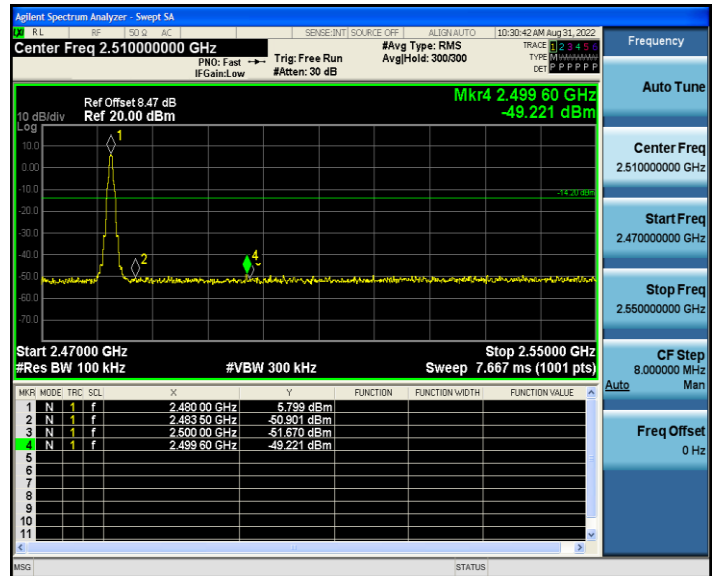 Agilent Spectrum Analyzer - Swept SA
RL RF 50 Ω AC SENSE:INT SOURCE OFF ALIGNAUTO 10:30:42 AM Aug 31, 2022
Center Freq 2.510000000 GHz #Avg Type: RMS TRACE 1 2 3 4 5 6
PNO: Fast Trig: Free Run Avg|Hold: 300/300 TYPE M
IFGain:Low #Atten: 30 dB DET P P P P P P
Mkr4 2.499 60 GHz
-49.221 dBm
Ref Offset 8.47 dB
10 dB/div Ref 20.00 dBm
Log
10.0
0.00
-10.0
-14.20 dBm
-20.0
-30.0
-40.0
-50.0
-60.0
-70.0
1
2
4
Start 2.47000 GHz Stop 2.55000 GHz
#Res BW 100 kHz #VBW 300 kHz Sweep 7.667 ms (1001 pts)
MKR MODE TRC SCL X Y FUNCTION FUNCTION WIDTH FUNCTION VALUE
1 N 1 f 2.480 00 GHz 5.799 dBm
2 N 1 f 2.483 50 GHz -50.901 dBm
3 N 1 f 2.500 00 GHz -51.670 dBm
4 N 1 f 2.499 60 GHz -49.221 dBm
5
6
7
8
9
10
11
MSG STATUS
Frequency
Auto Tune
Center Freq
2.510000000 GHz
Start Freq
2.470000000 GHz
Stop Freq
2.550000000 GHz
CF Step
8.000000 MHz
Auto Man
Freq Offset
0 Hz